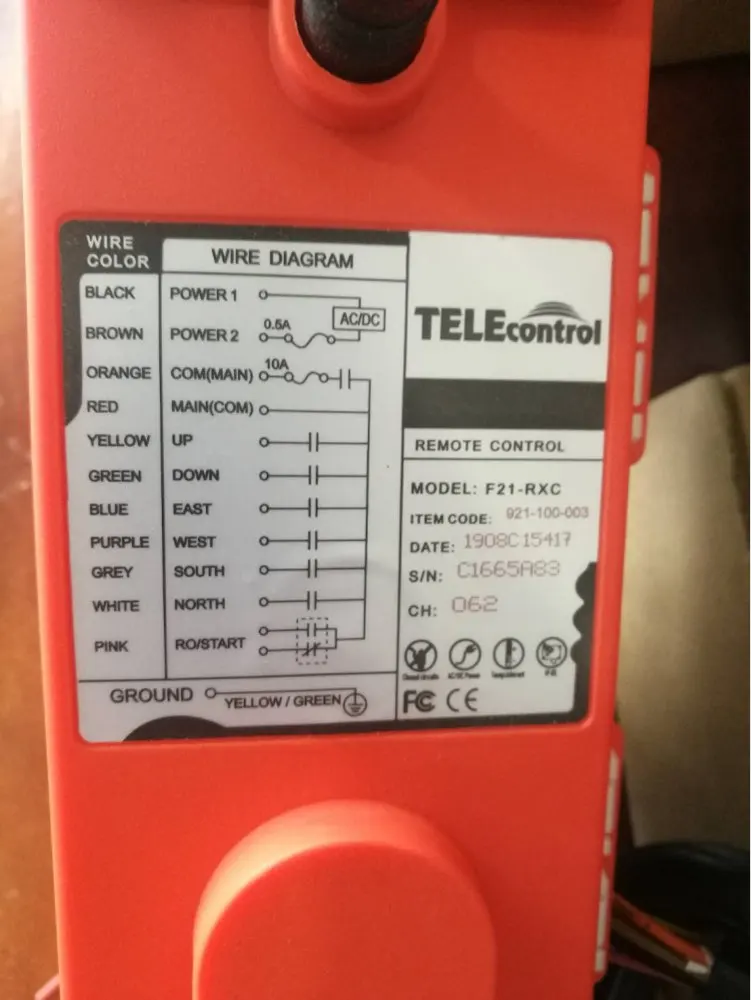 WIRE COLOR WIRE DIAGRAM
BLACK POWER 1
AC/DC
BROWN POWER 2 0.5A
ORANGE COM(MAIN) 10A
RED MAIN(COM)
YELLOW UP
GREEN DOWN
BLUE EAST
PURPLE WEST
GREY SOUTH
WHITE NORTH
PINK RO/START
GROUND YELLOW / GREEN
TELEcontrol
REMOTE CONTROL
MODEL: F21-RXC
ITEM CODE: 921-100-003
DATE: 1908C15417
S/N: C1665A83
CH: 062
AC/DC Power
FC CE